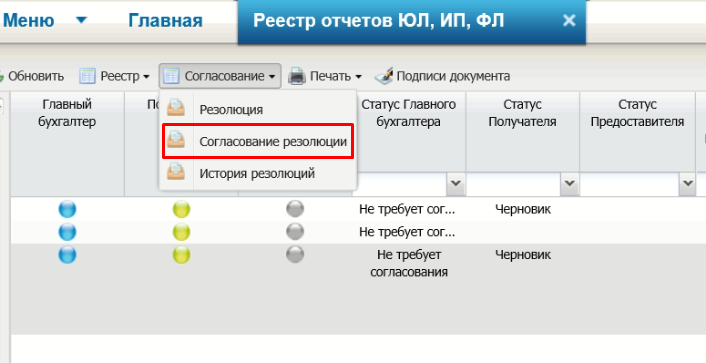 Меню Главная Реестр отчетов ЮЛ, ИП, ФЛ
Обновить Реестр Согласование Печать Подписи документа
Главный бухгалтер
Резолюция
Согласование резолюции
История резолюций
Статус Главного бухгалтера
Статус Получателя
Статус Предоставителя
Не требует сог... Черновик
Не требует сог...
Не требует согласования Черновик